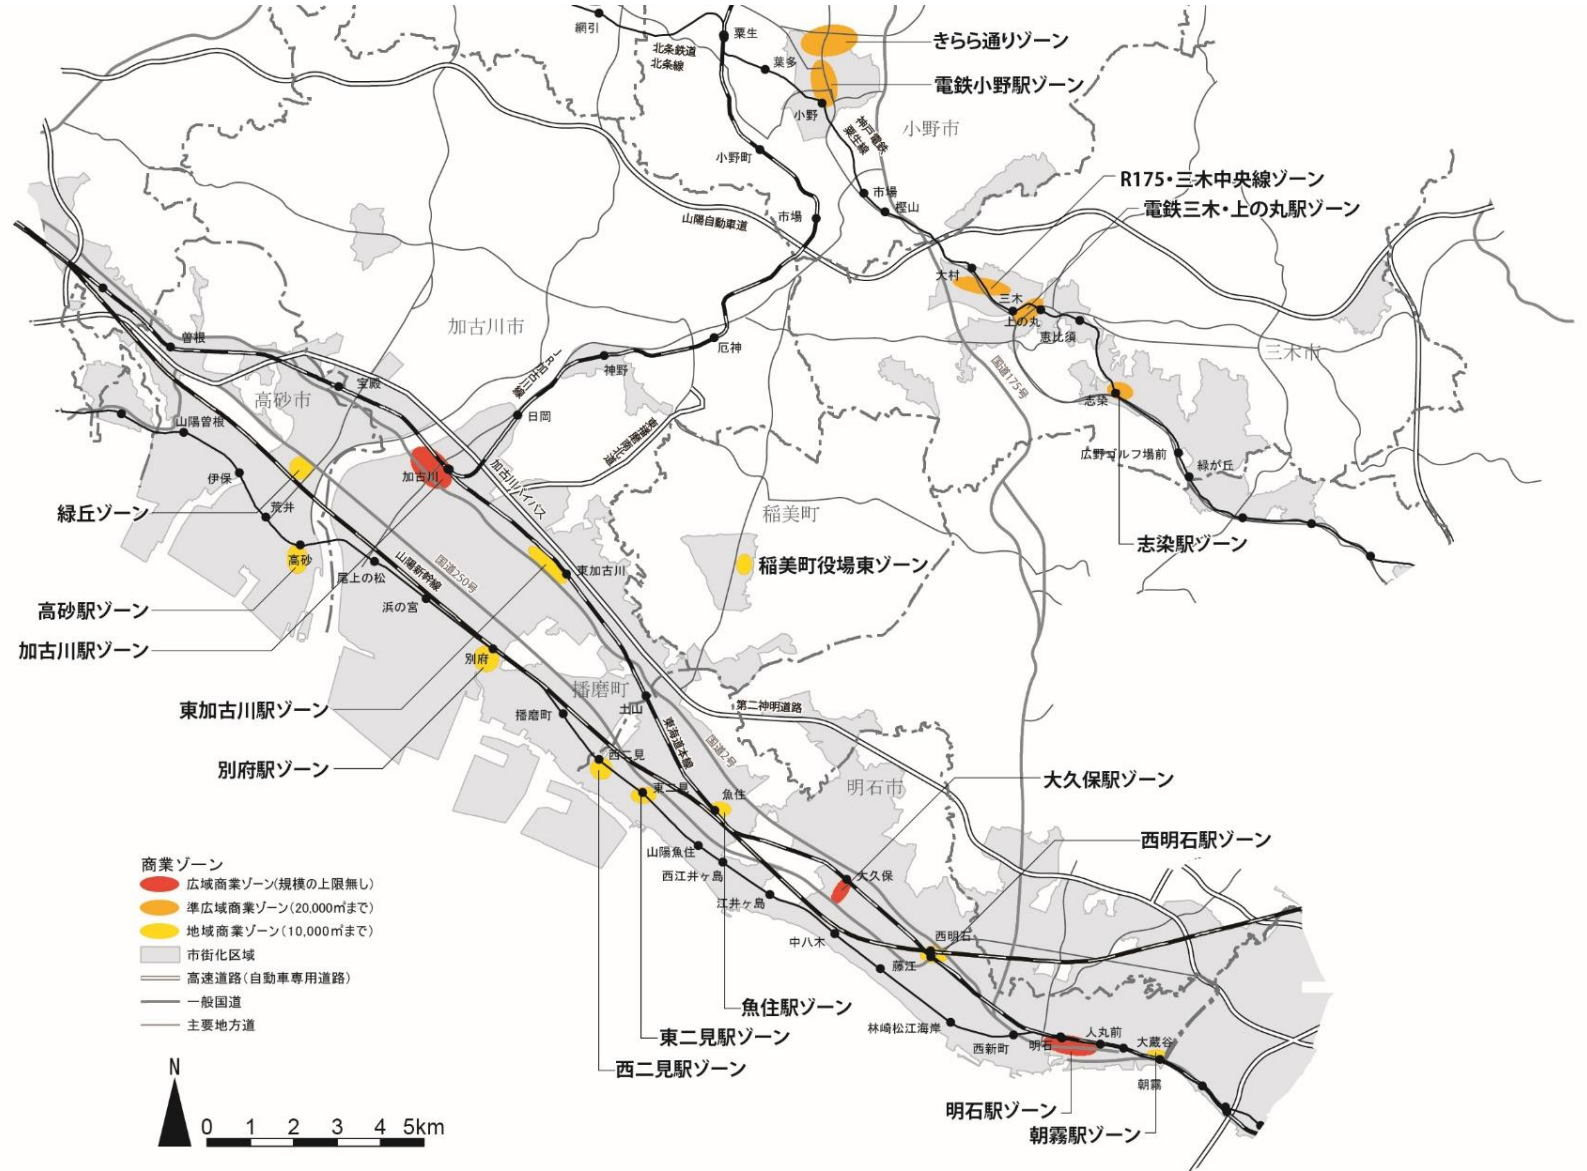 網引
粟生
北条鉄道
北条線
葉多
きらら通りゾーン
電鉄小野駅ゾーン
小野
神戸電鉄
粟生線
小野市
小野町
R175・三木中央線ゾーン
電鉄三木・上の丸駅ゾーン
市場
樫山
市場
山陽自動車道
大村
三木
上の丸
恵比須
三木市
加古川市
厄神
曽根
宝殿
JR加古川線
神野
国道175号
高砂市
日岡
志染
山陽曽根
東播磨南北道
広野ゴルフ場前
緑が丘
伊保
加古川
加古川バイパス
荒井
緑丘ゾーン
稲美町
志染駅ゾーン
高砂
尾上の松
山陽新幹線
国道250号
東加古川
稲美町役場東ゾーン
高砂駅ゾーン
浜の宮
加古川駅ゾーン
別府
播磨町
東加古川駅ゾーン
播磨町
土山
第二神明道路
東海道本線
国道2号
別府駅ゾーン
西二見
東二見
魚住
明石市
大久保駅ゾーン
西明石駅ゾーン
山陽魚住
西江井ヶ島
大久保
江井ヶ島
商業ゾーン
広域商業ゾーン(規模の上限無し)
準広域商業ゾーン(20,000㎡まで)
地域商業ゾーン(10,000㎡まで)
市街化区域
高速道路(自動車専用道路)
一般国道
主要地方道
中八木
西明石
藤江
魚住駅ゾーン
東二見駅ゾーン
西二見駅ゾーン
林崎松江海岸
西新町
明石
人丸前
大蔵谷
朝霧
明石駅ゾーン
朝霧駅ゾーン
N
0 1 2 3 4 5km